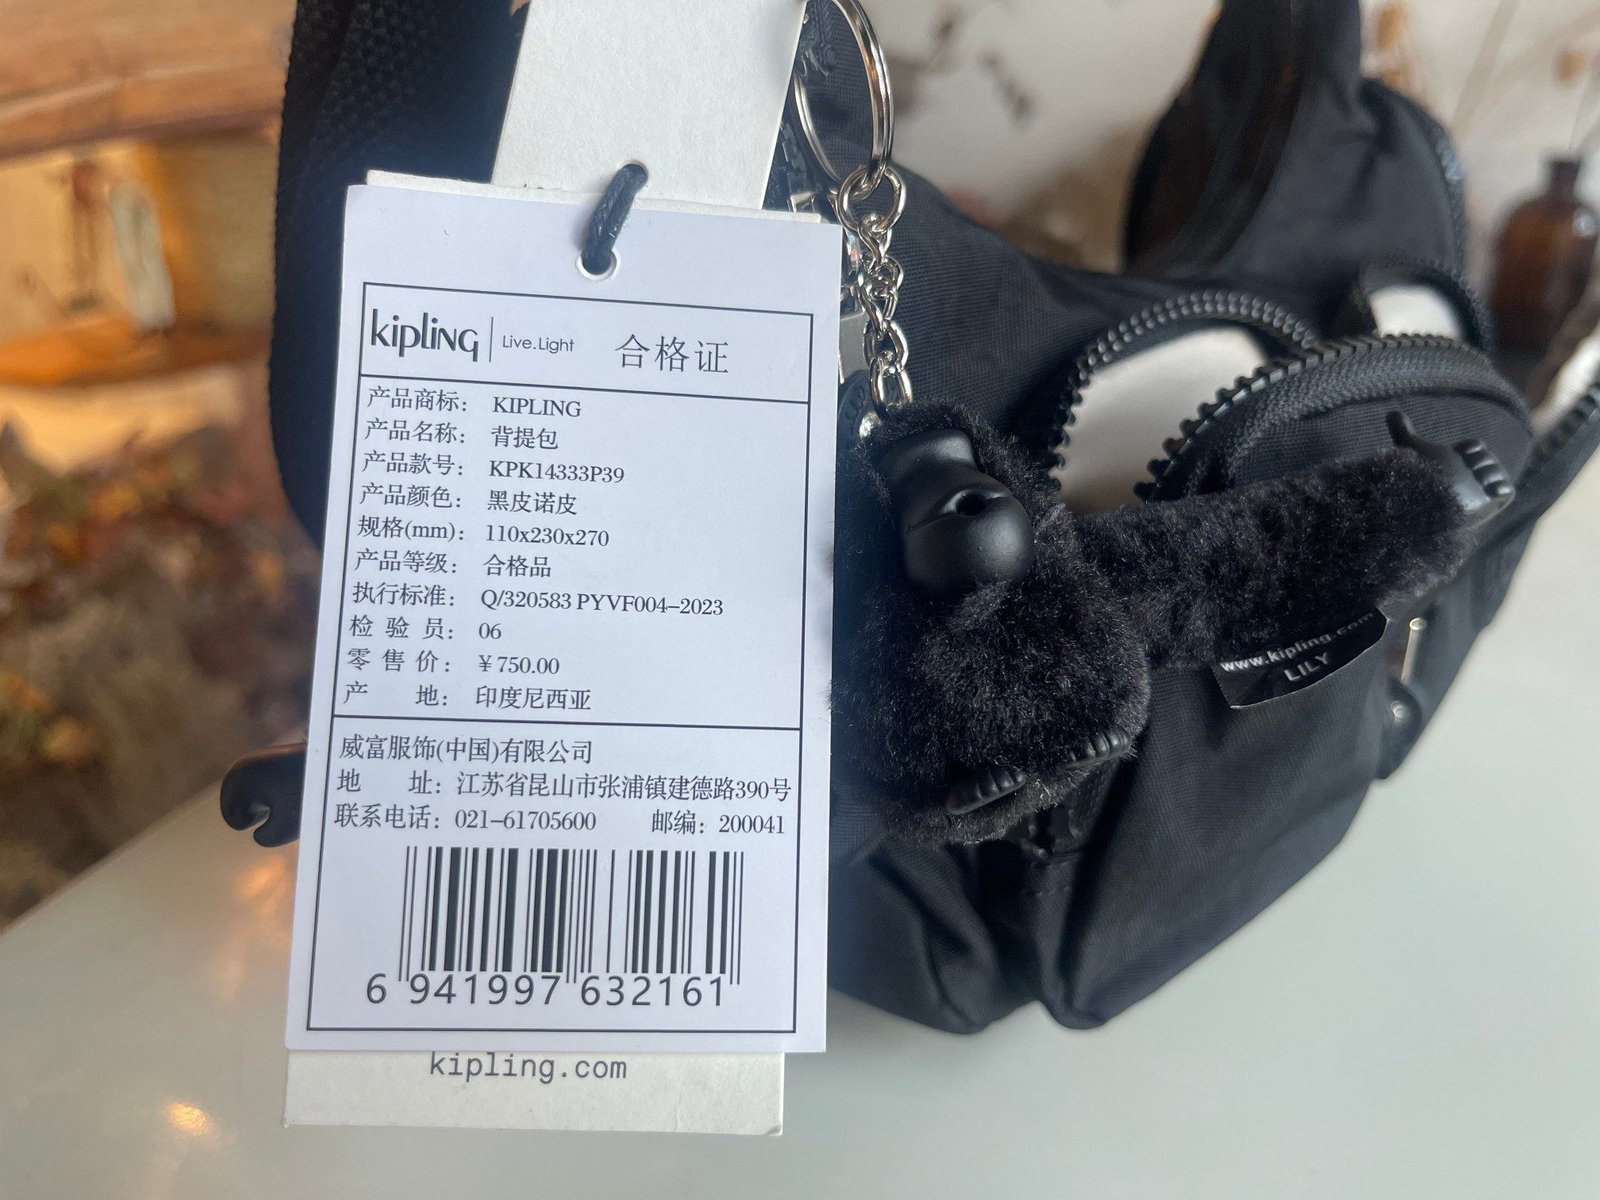 kipling | Live.Light 合格证
产品商标： KIPLING
产品名称： 背提包
产品款号： KPK14333P39
产品颜色： 黑皮诺皮
规格(mm)： 110x230x270
产品等级： 合格品
执行标准： Q/320583 PYVF004–2023
检 验 员： 06
零 售 价： ¥750.00
产 地： 印度尼西亚
威富服饰(中国)有限公司
地 址： 江苏省昆山市张浦镇建德路390号
联系电话： 021–61705600 邮编： 200041
6 941997 632161
kipling.com
www.kipling.com
LILY